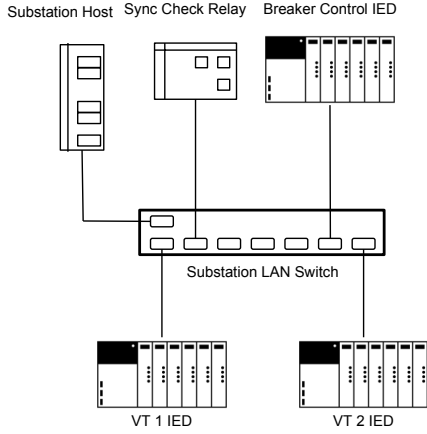 Substation Host
Sync Check Relay
Breaker Control IED
Substation LAN Switch
VT 1 IED
VT 2 IED